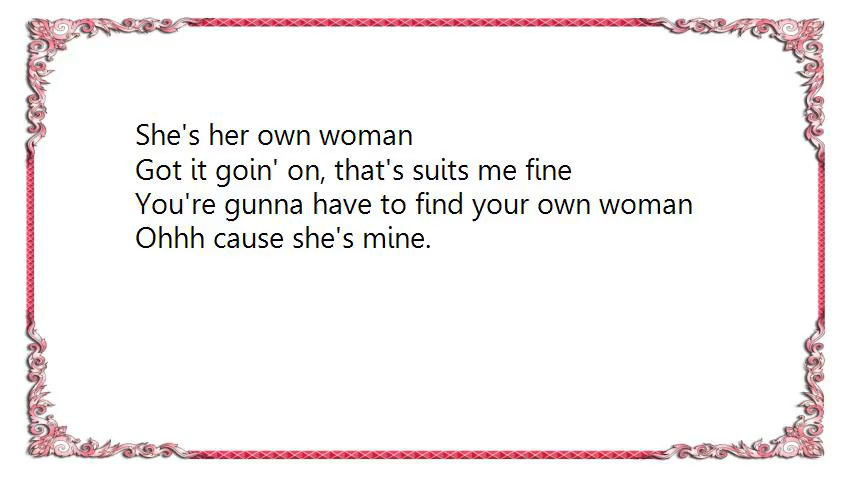 She's her own woman
Got it goin' on, that's suits me fine
You're gunna have to find your own woman
Ohhh cause she's mine.